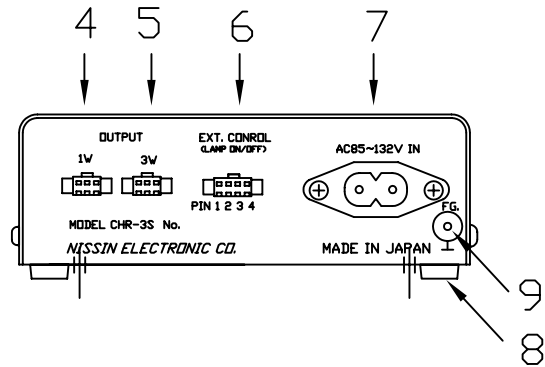 4 5 6 7
OUTPUT EXT. CONROL
(LAMP ON/OFF) AC85~132V IN
1W 3W
PIN 1 2 3 4 FG.
MODEL CHR-3S No.
NISSIN ELECTRONIC CO. MADE IN JAPAN
9
8